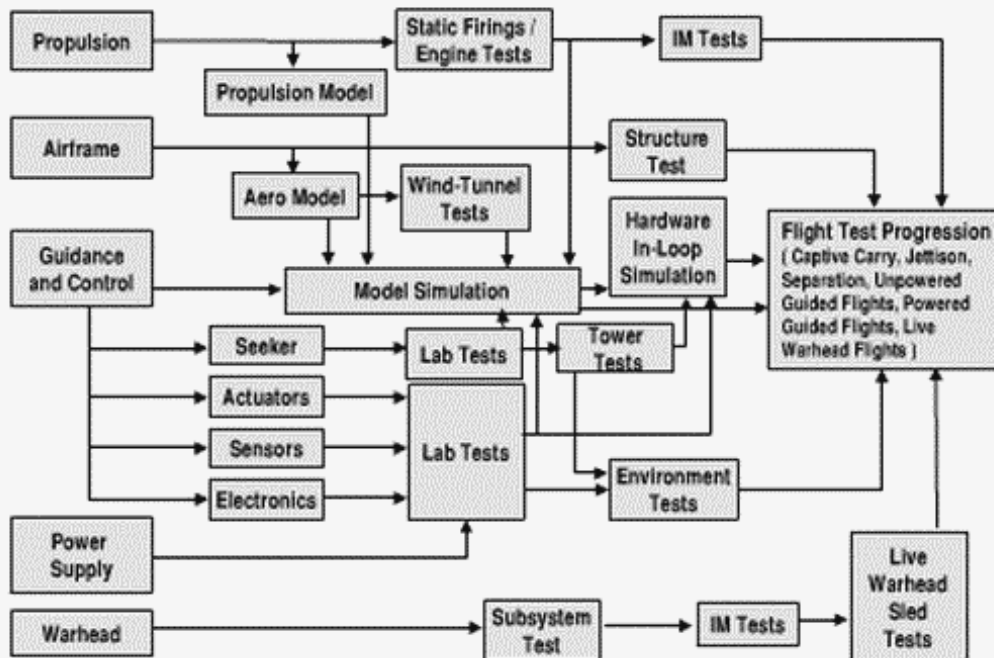 Propulsion
Static Firings /
Engine Tests
IM Tests
Propulsion Model
Airframe
Structure
Test
Aero Model
Wind-Tunnel
Tests
Guidance
and Control
Hardware
In-Loop
Simulation
Flight Test Progression
( Captive Carry, Jettison,
Separation, Unpowered
Guided Flights, Powered
Guided Flights, Live
Warhead Flights )
Model Simulation
Seeker
Lab Tests
Tower
Tests
Actuators
Sensors
Electronics
Lab Tests
Environment
Tests
Power
Supply
Warhead
Subsystem
Test
IM Tests
Live
Warhead
Sled
Tests